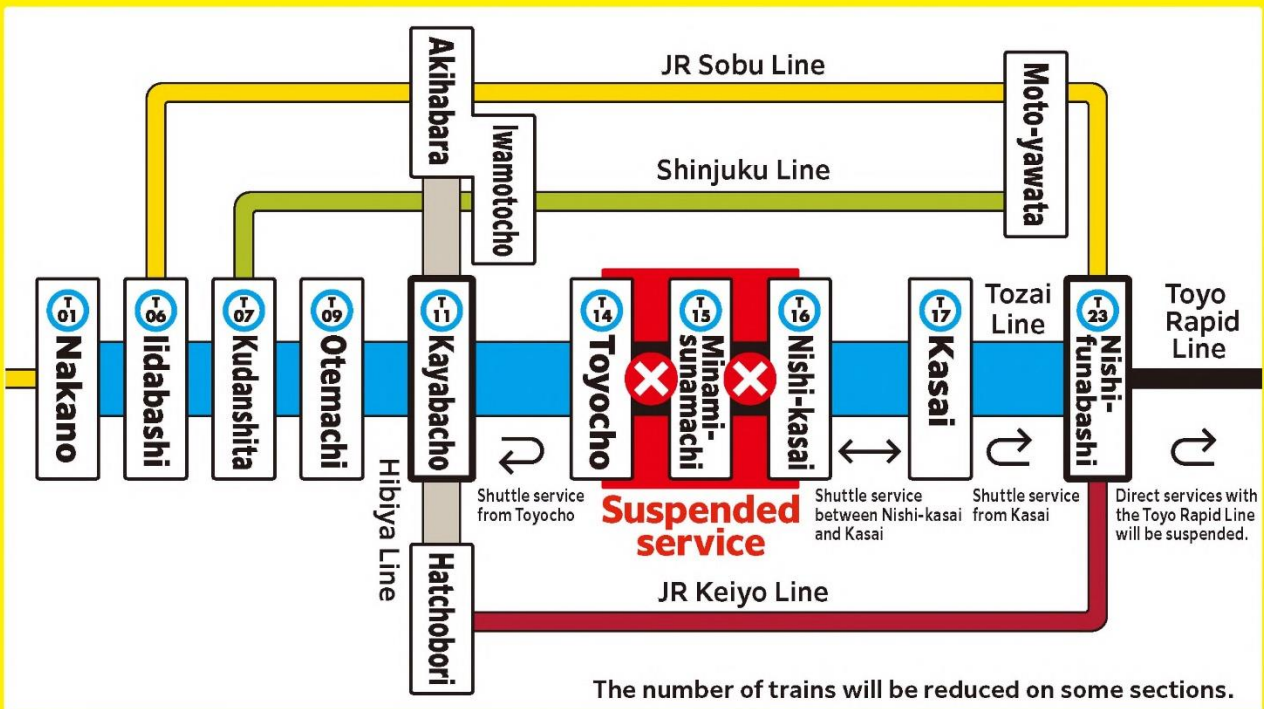 JR Sobu Line
Akihabara
Iwamotocho
Moto-yawata
Shinjuku Line
T
01
Nakano
T
06
Iidabashi
T
07
Kudanshita
T
09
Otemachi
T
11
Kayabacho
T
14
Toyocho
T
15
Minami-
sunamachi
T
16
Nishi-kasai
T
17
Kasai
Tozai
Line
T
23
Nishi-
funabashi
Toyo
Rapid
Line
Hibiya Line
Shuttle service
from Toyocho
Suspended
service
Shuttle service
between Nishi-kasai
and Kasai
Shuttle service
from Kasai
Direct services with
the Toyo Rapid Line
will be suspended.
Hatchobori
JR Keiyo Line
The number of trains will be reduced on some sections.